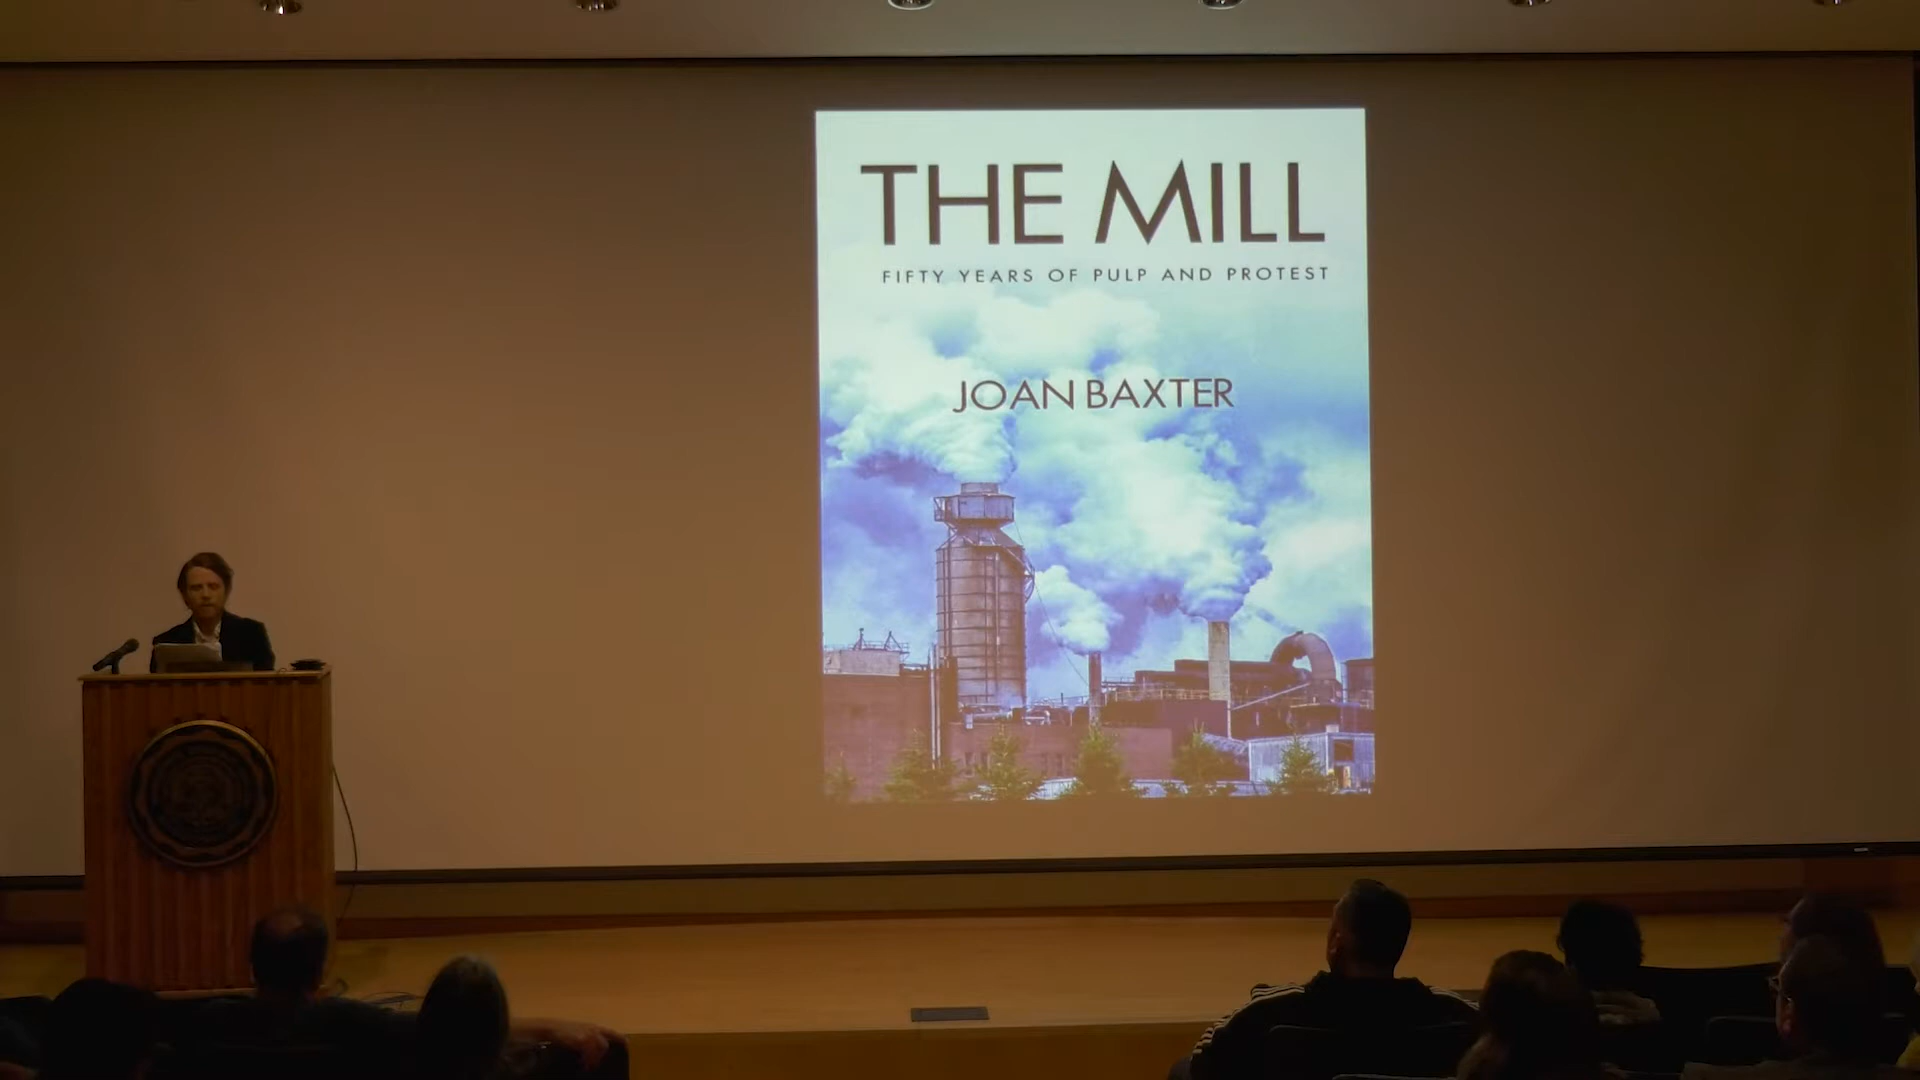 THE MILL
FIFTY YEARS OF PULP AND PROTEST
JOAN BAXTER